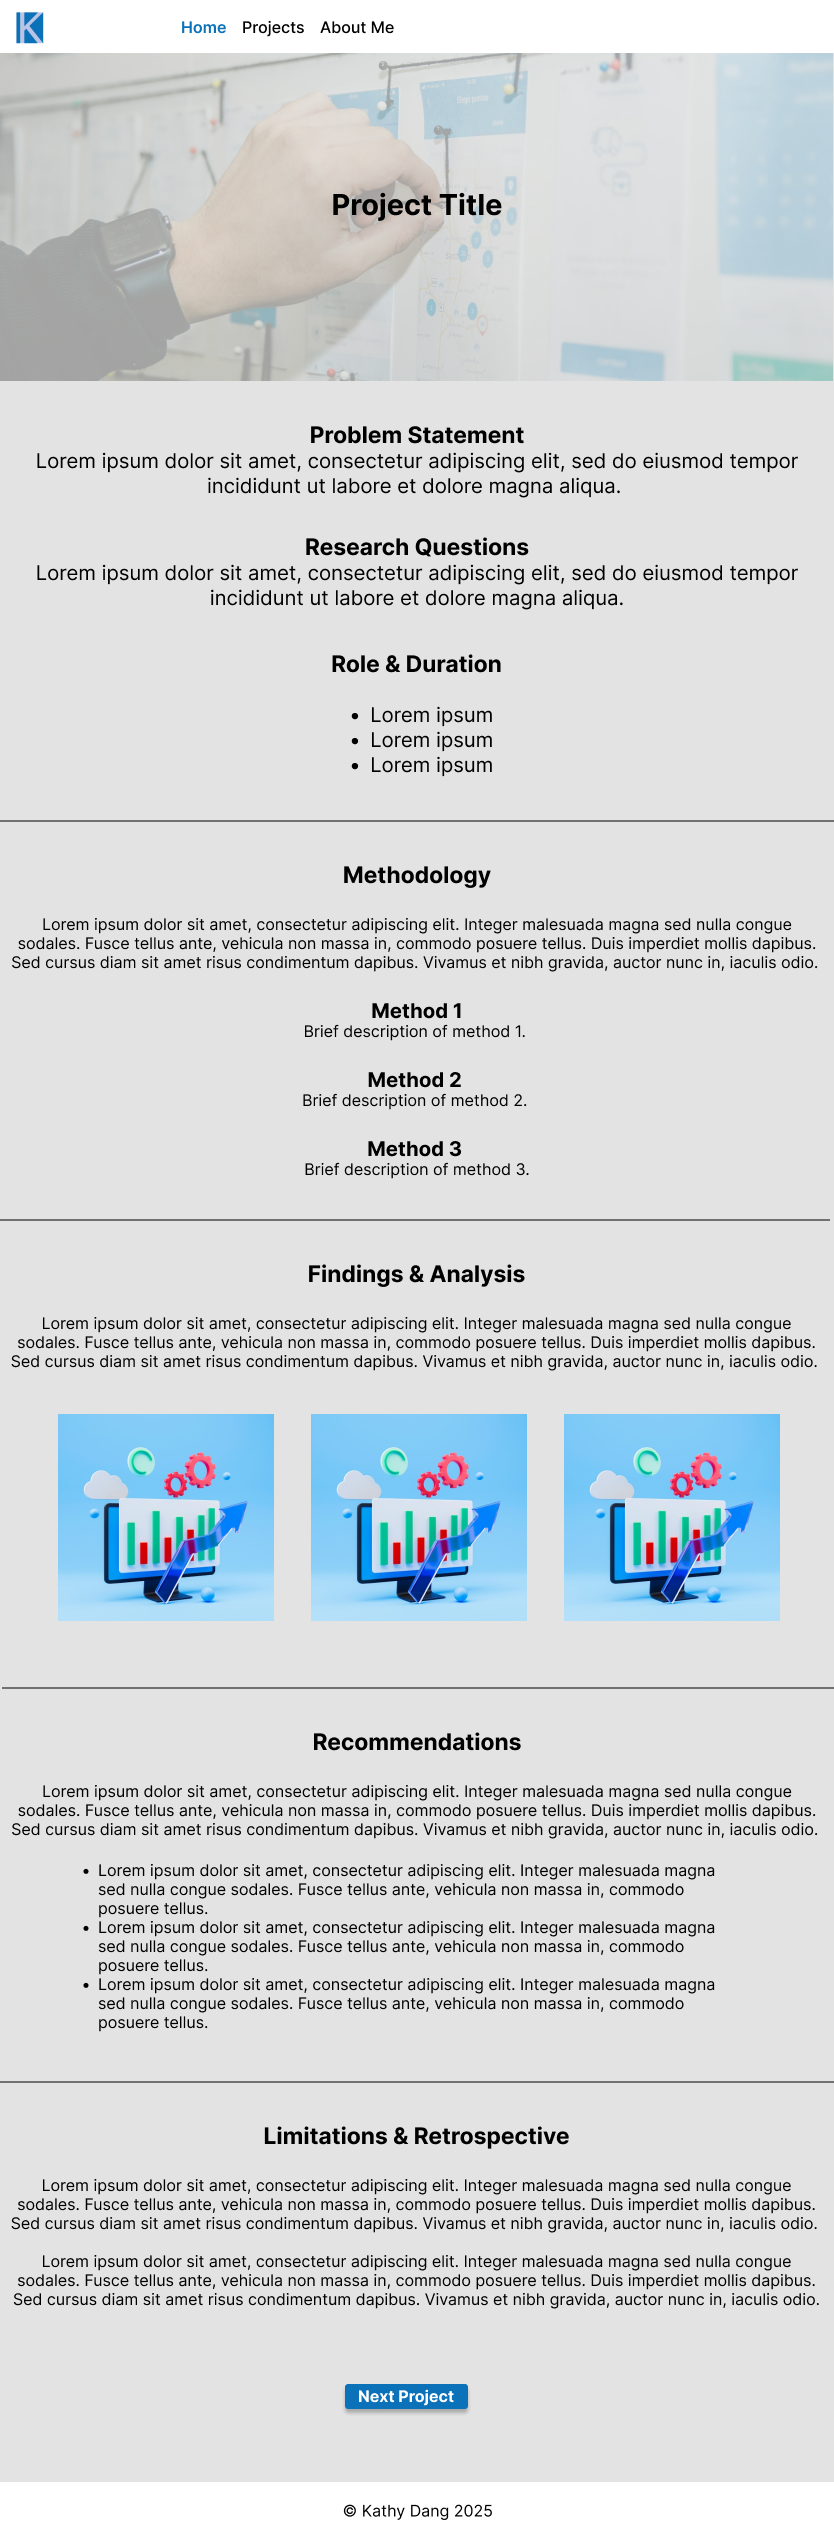 K
Home Projects About Me
Project Title
Problem Statement
Lorem ipsum dolor sit amet, consectetur adipiscing elit, sed do eiusmod tempor
incididunt ut labore et dolore magna aliqua.
Research Questions
Lorem ipsum dolor sit amet, consectetur adipiscing elit, sed do eiusmod tempor
incididunt ut labore et dolore magna aliqua.
Role & Duration
• Lorem ipsum
• Lorem ipsum
• Lorem ipsum
Methodology
Lorem ipsum dolor sit amet, consectetur adipiscing elit. Integer malesuada magna sed nulla congue
sodales. Fusce tellus ante, vehicula non massa in, commodo posuere tellus. Duis imperdiet mollis dapibus.
Sed cursus diam sit amet risus condimentum dapibus. Vivamus et nibh gravida, auctor nunc in, iaculis odio.
Method 1
Brief description of method 1.
Method 2
Brief description of method 2.
Method 3
Brief description of method 3.
Findings & Analysis
Lorem ipsum dolor sit amet, consectetur adipiscing elit. Integer malesuada magna sed nulla congue
sodales. Fusce tellus ante, vehicula non massa in, commodo posuere tellus. Duis imperdiet mollis dapibus.
Sed cursus diam sit amet risus condimentum dapibus. Vivamus et nibh gravida, auctor nunc in, iaculis odio.
Recommendations
Lorem ipsum dolor sit amet, consectetur adipiscing elit. Integer malesuada magna sed nulla congue
sodales. Fusce tellus ante, vehicula non massa in, commodo posuere tellus. Duis imperdiet mollis dapibus.
Sed cursus diam sit amet risus condimentum dapibus. Vivamus et nibh gravida, auctor nunc in, iaculis odio.
• Lorem ipsum dolor sit amet, consectetur adipiscing elit. Integer malesuada magna
sed nulla congue sodales. Fusce tellus ante, vehicula non massa in, commodo
posuere tellus.
• Lorem ipsum dolor sit amet, consectetur adipiscing elit. Integer malesuada magna
sed nulla congue sodales. Fusce tellus ante, vehicula non massa in, commodo
posuere tellus.
• Lorem ipsum dolor sit amet, consectetur adipiscing elit. Integer malesuada magna
sed nulla congue sodales. Fusce tellus ante, vehicula non massa in, commodo
posuere tellus.
Limitations & Retrospective
Lorem ipsum dolor sit amet, consectetur adipiscing elit. Integer malesuada magna sed nulla congue
sodales. Fusce tellus ante, vehicula non massa in, commodo posuere tellus. Duis imperdiet mollis dapibus.
Sed cursus diam sit amet risus condimentum dapibus. Vivamus et nibh gravida, auctor nunc in, iaculis odio.
Lorem ipsum dolor sit amet, consectetur adipiscing elit. Integer malesuada magna sed nulla congue
sodales. Fusce tellus ante, vehicula non massa in, commodo posuere tellus. Duis imperdiet mollis dapibus.
Sed cursus diam sit amet risus condimentum dapibus. Vivamus et nibh gravida, auctor nunc in, iaculis odio.
Next Project
© Kathy Dang 2025